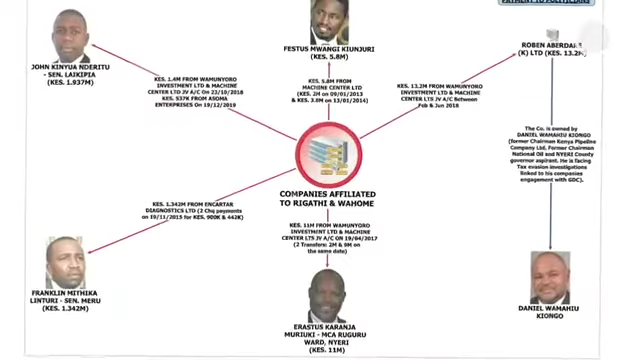 PAYMENT TO POLITICIANS
JOHN KINYUA NDERITU
- SEN. LAIKIPIA
(KES. 1.937M)
FESTUS MWANGI KIUNJURI
(KES. 5.8M)
ROBEN ABERDARE
(K) LTD (KES. 13.2M)
KES. 1.4M FROM WAMUNYORO
INVESTMENT LTD & MACHINE
CENTER LTD JV A/C ON 23/10/2018
KES. 537K FROM ASOMA
ENTERPRISES ON 19/12/2019
KES. 5.8M FROM
MACHINE CENTER LTD
(KES. 2M ON 09/01/2013
& KES. 3.8M ON 13/01/2014)
KES. 13.2M FROM WAMUNYORO
INVESTMENT LTD & MACHINE
CENTER LTS JV A/C Between
Feb & Jun 2018
The Co. is owned by
DANIEL WAMAHIU KIONGO
(former Chairman Kenya Pipeline
Company Ltd. Former Chairman
National Oil and NYERI County
governor aspirant. He is facing
Tax evasion investigations
linked to his companies
engagement with GDC).
COMPANIES AFFILIATED
TO RIGATHI & WAHOME
KES. 1.342M FROM ENCARTAR
DIAGNOSTICS LTD (2 Chq payments
on 19/11/2015 for KES. 900K & 442K)
KES. 11M FROM WAMUNYORO
INVESTMENT LTD & MACHINE
CENTER LTS JV A/C ON 19/04/2017
(2 Transfers: 2M & 9M on
the same date)
FRANKLIN MITHIKA
LINTURI - SEN. MERU
(KES. 1.342M)
ERASTUS KARANJA
MURIUKI - MCA RUGURU
WARD, NYERI
(KES. 11M)
DANIEL WAMAHIU
KIONGO